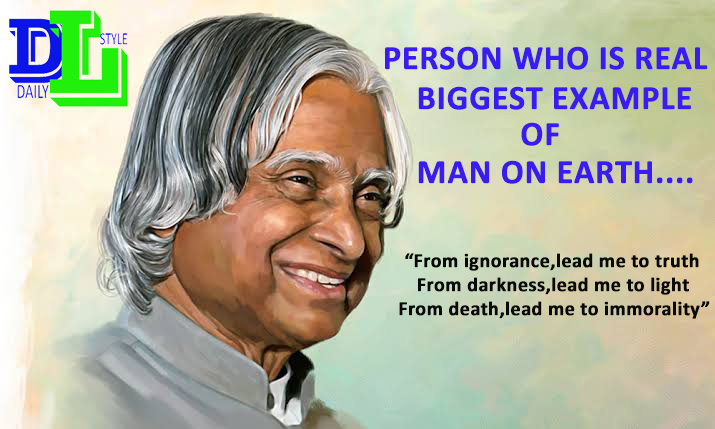 DL STYLE
DAILY
PERSON WHO IS REAL
BIGGEST EXAMPLE
OF
MAN ON EARTH....
“From ignorance,lead me to truth
From darkness,lead me to light
From death,lead me to immorality”